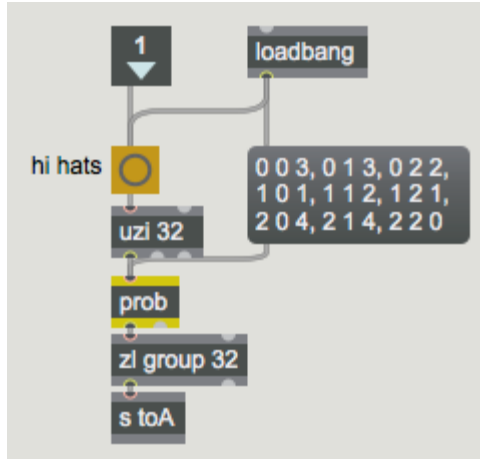 1
loadbang
hi hats
0 0 3, 0 1 3, 0 2 2,
1 0 1, 1 1 2, 1 2 1,
2 0 4, 2 1 4, 2 2 0
uzi 32
prob
zl group 32
s toA